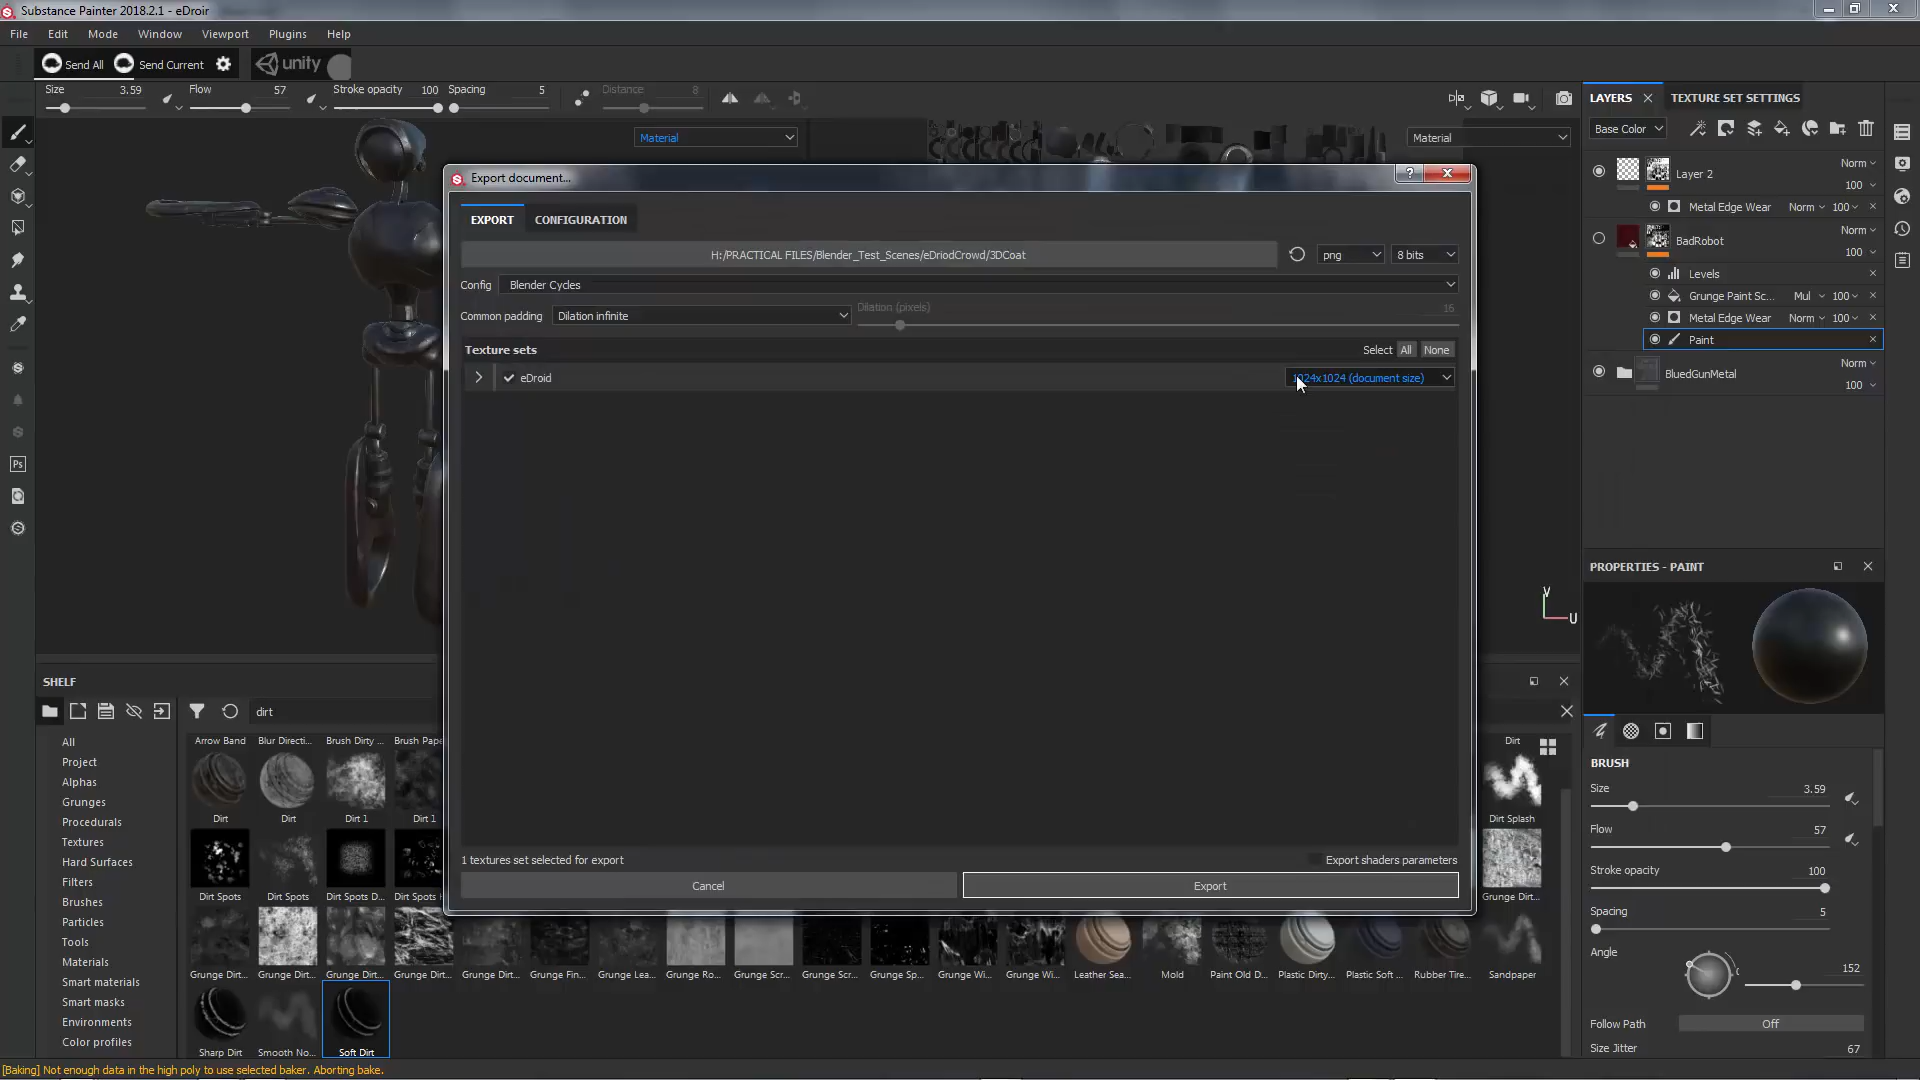 Substance Painter 2018.2.1 - eDroir
File Edit Mode Window Viewport Plugins Help
Send All Send Current unity
Size 3.59 Flow 57 Stroke opacity 100 Spacing 5 Distance 8
LAYERS TEXTURE SET SETTINGS
Material Material
Base Color
Norm
Layer 2
100
Metal Edge Wear Norm 100
Norm
BadRobot
100
Levels
Grunge Paint Sc... Mul 100
Metal Edge Wear Norm 100
Paint
Norm
BluedGunMetal
100
Export document...
EXPORT CONFIGURATION
H:/PRACTICAL FILES/Blender_Test_Scenes/eDriodCrowd/3DCoat png 8 bits
Config Blender Cycles
Common padding Dilation infinite Dilation (pixels) 16
Texture sets Select All None
eDroid 1024x1024 (document size)
1 textures set selected for export Export shaders parameters
Cancel Export
V
U
PROPERTIES - PAINT
Ps
SHELF
dirt
All
Project
Alphas
Grunges
Procedurals
Textures
Hard Surfaces
Filters
Brushes
Particles
Tools
Materials
Smart materials
Smart masks
Environments
Color profiles
Arrow Band Blur Directi... Brush Dirty ... Brush Pape Dirt
Dirt Dirt Dirt 1 Dirt 1 Dirt Splash
Dirt Spots Dirt Spots Dirt Spots D... Dirt Spots H Grunge Dirt...
Grunge Dirt... Grunge Dirt... Grunge Dirt... Grunge Dirt... Grunge Dirt... Grunge Fin... Grunge Lea... Grunge Ro... Grunge Scr... Grunge Scr... Grunge Sp... Grunge Wi... Grunge Wi... Leather Sea... Mold Paint Old D... Plastic Dirty... Plastic Soft ... Rubber Tire... Sandpaper
Sharp Dirt Smooth No... Soft Dirt
BRUSH
Size 3.59
Flow 57
Stroke opacity 100
Spacing 5
Angle
152
Follow Path Off
Size Jitter 67
[Baking] Not enough data in the high poly to use selected baker. Aborting bake.